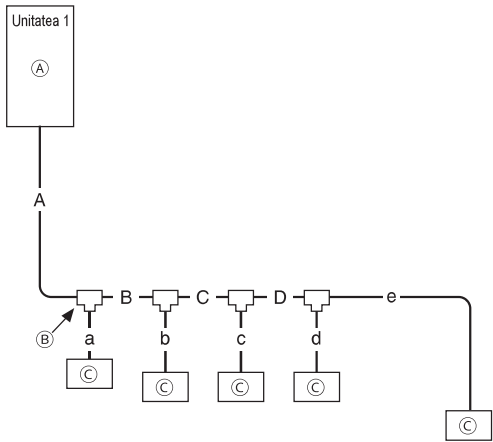 Unitatea 1
Ⓐ
A
B C D e
Ⓑ a b c d
Ⓒ Ⓒ Ⓒ Ⓒ
Ⓒ